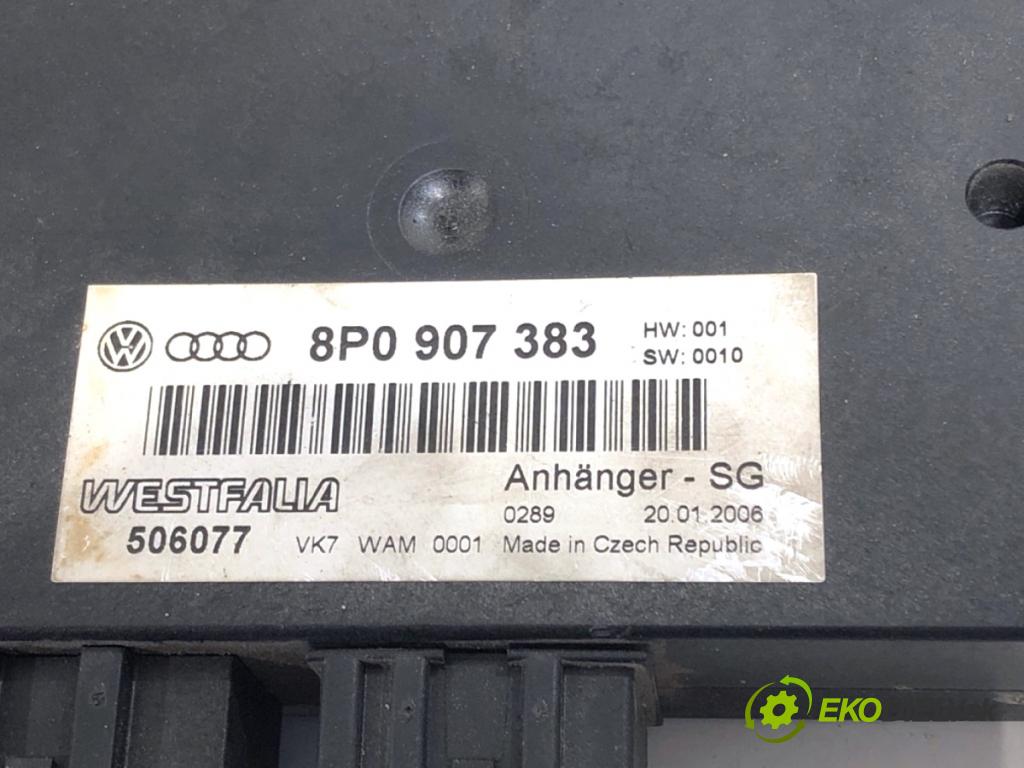 8P0 907 383 HW: 001
SW: 0010
WESTFALIA Anhänger - SG
506077 0289 20.01.2006
VK7 WAM 0001 Made in Czech Republic
EKO